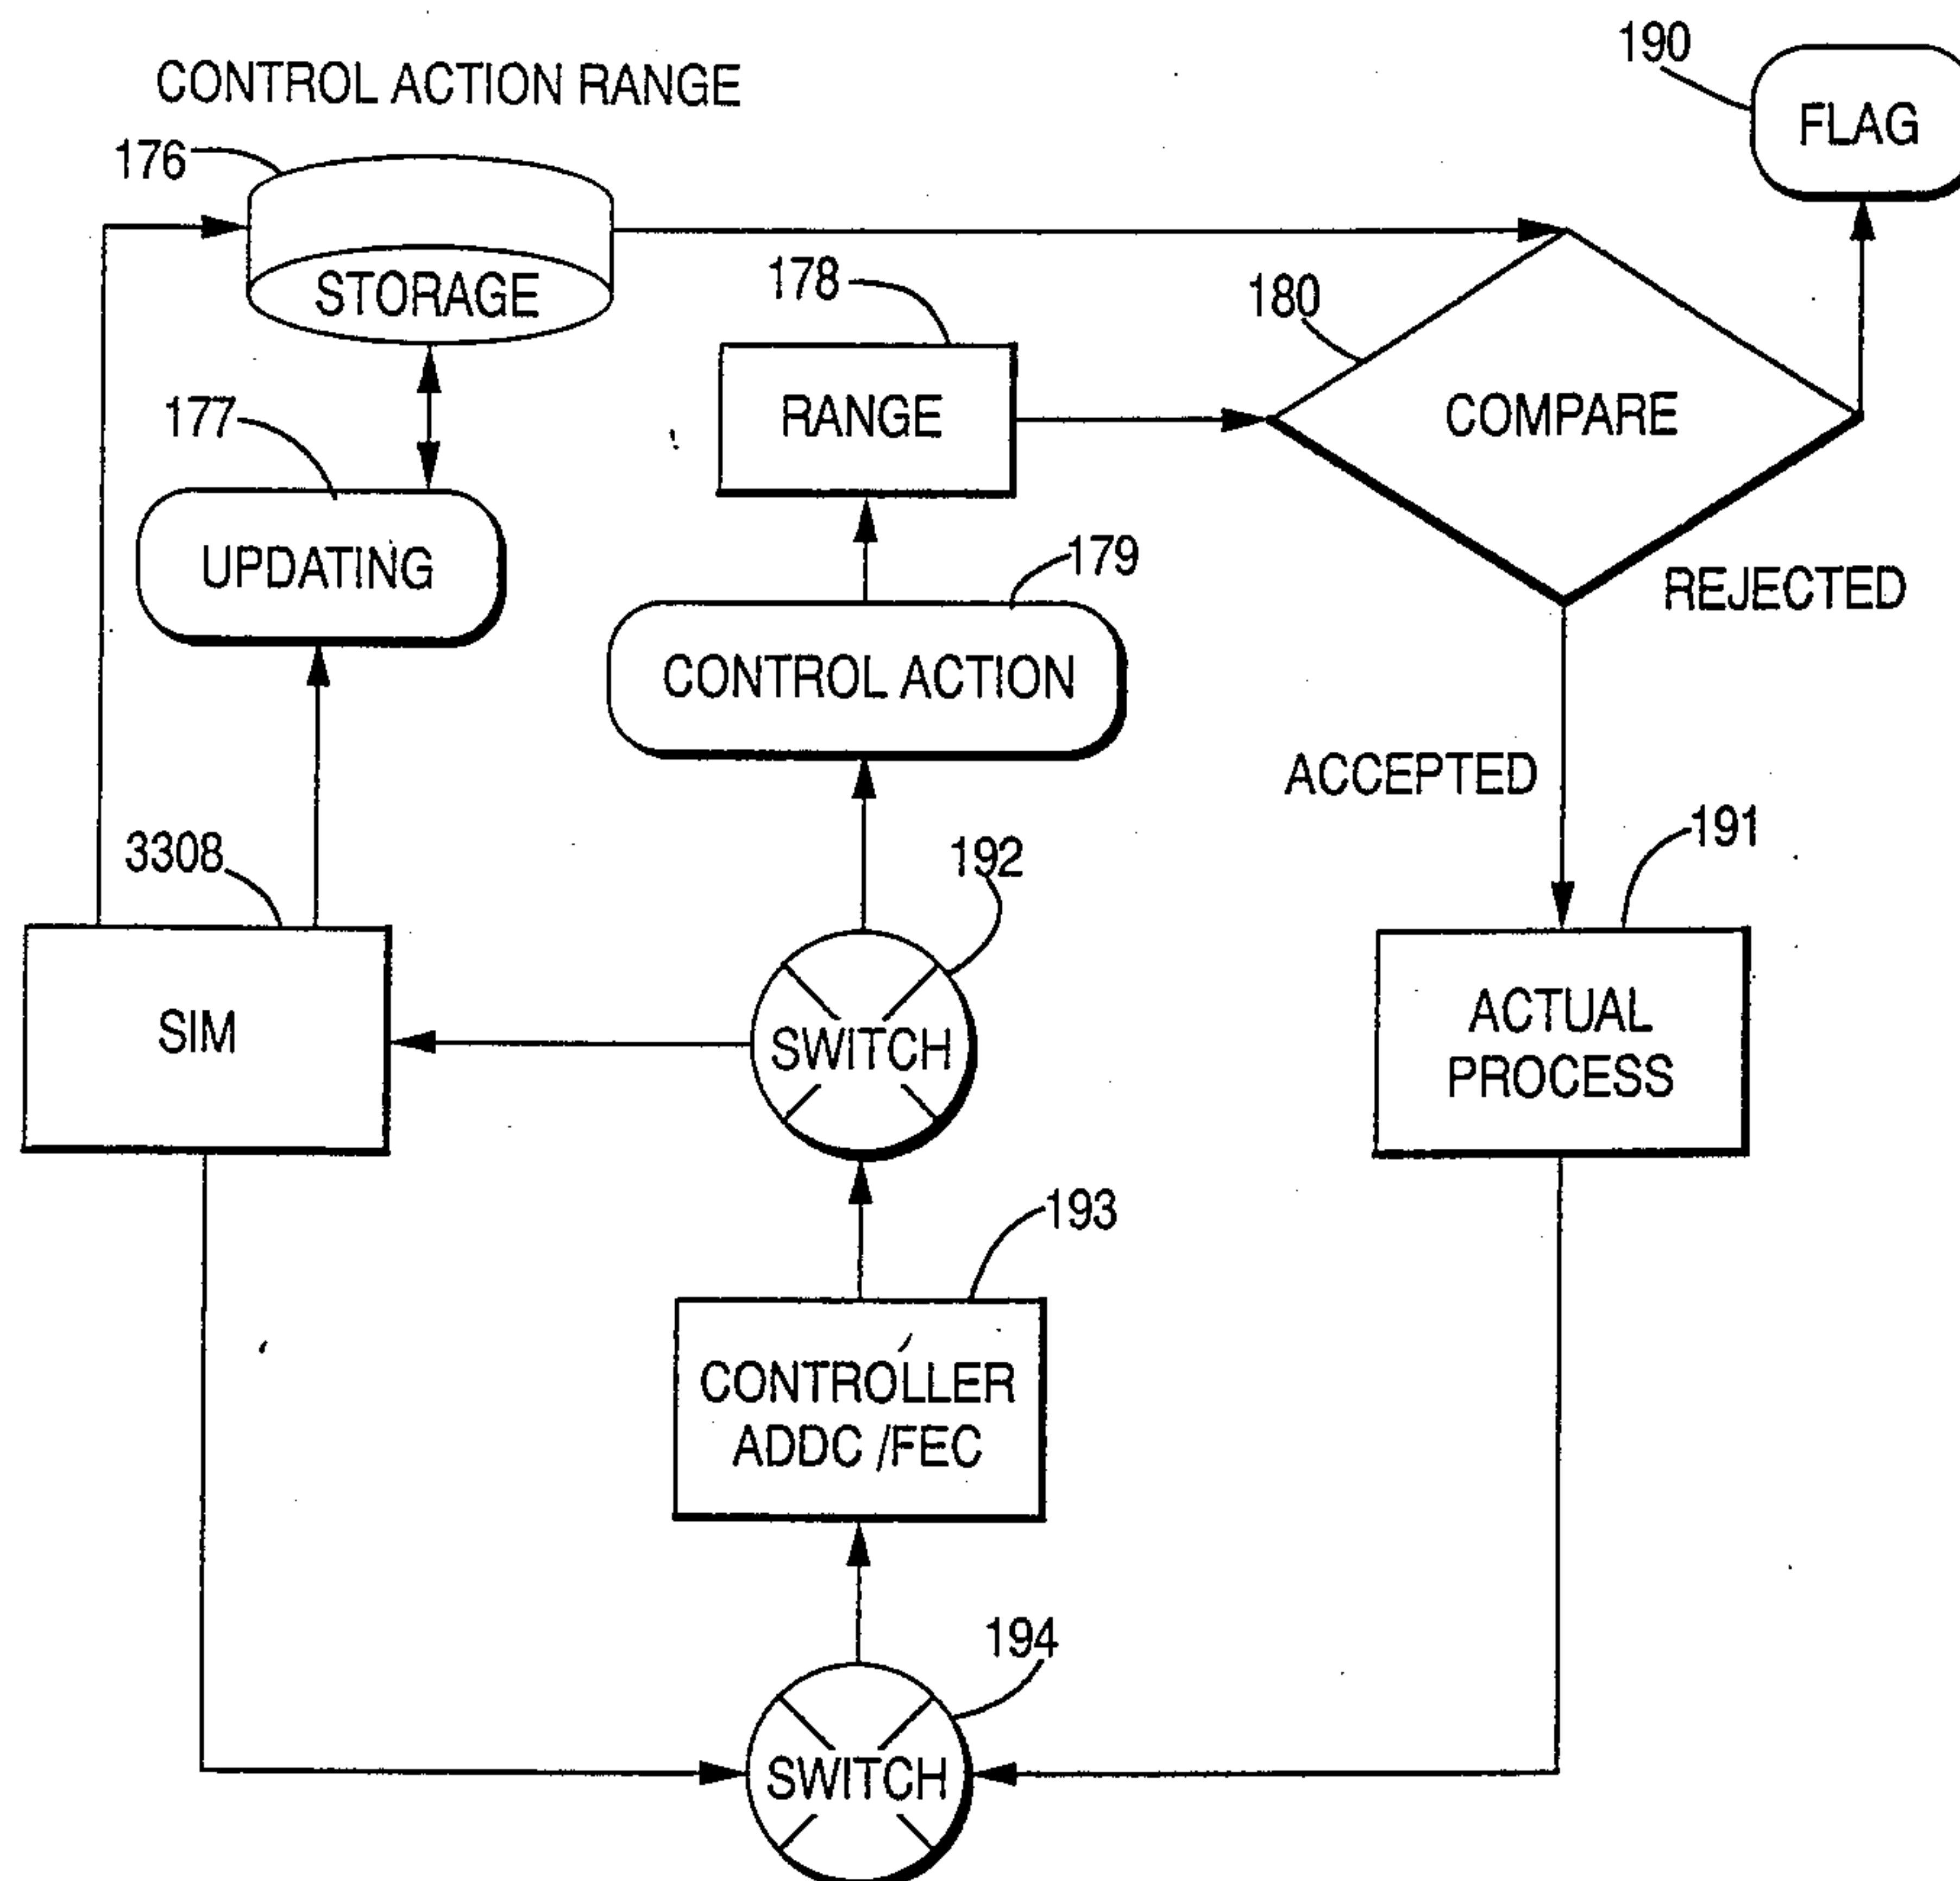 190
FLAG
CONTROL ACTION RANGE
176
STORAGE
178
180
RANGE
COMPARE
177
UPDATING
179
REJECTED
CONTROL ACTION
ACCEPTED
3308
192
191
SIM
SWITCH
ACTUAL
PROCESS
193
CONTROLLER
ADDC /FEC
194
SWITCH